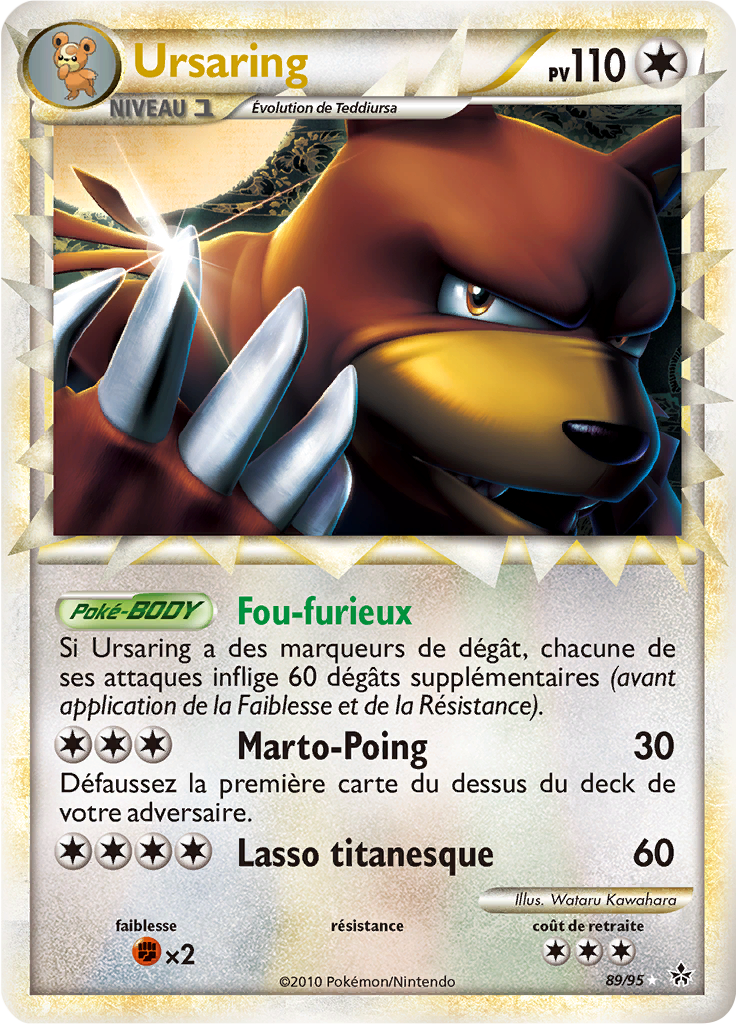 Ursaring
PV110
NIVEAU 1
Évolution de Teddiursa
Poké-BODY Fou-furieux
Si Ursaring a des marqueurs de dégât, chacune de
ses attaques inflige 60 dégâts supplémentaires (avant
application de la Faiblesse et de la Résistance).
Marto-Poing 30
Défaussez la première carte du dessus du deck de
votre adversaire.
Lasso titanesque 60
Illus. Wataru Kawahara
faiblesse résistance coût de retraite
×2
©2010 Pokémon/Nintendo
89/95